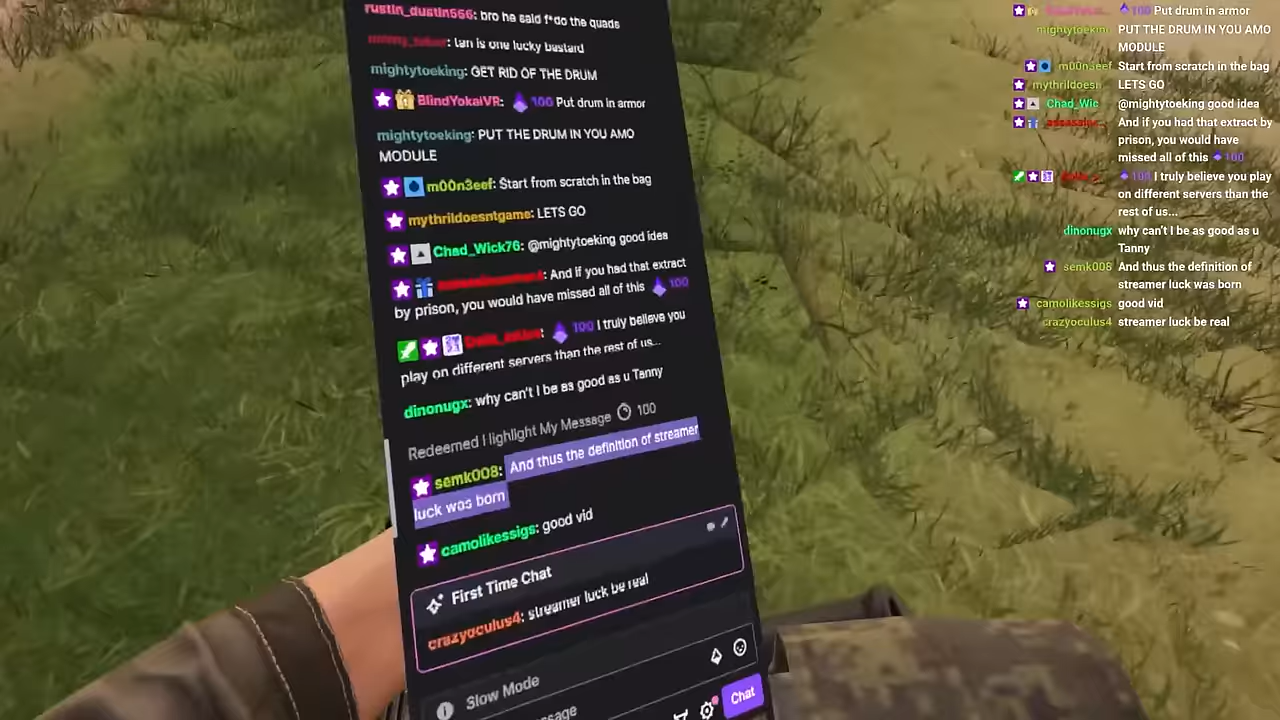 rustin_dustin556: bro he said f*do the quads
tan is one lucky bastard
mightytoeking: GET RID OF THE DRUM
BlindYokaiVR: 100 Put drum in armor
mightytoeking: PUT THE DRUM IN YOU AMO
MODULE
m00n3eef: Start from scratch in the bag
mythrildoesntgame: LETS GO
Chad_Wick76: @mightytoeking good idea
: And if you had that extract
by prison, you would have missed all of this 100
: 100 I truly believe you
play on different servers than the rest of us...
dinonugx: why can't I be as good as u Tanny
Redeemed Highlight My Message 100
semk008: And thus the definition of streamer
luck was born
camolikessigs: good vid
First Time Chat
crazyoculus4: streamer luck be real
Slow Mode
Chat
100 Put drum in armor
mightytoekin PUT THE DRUM IN YOU AMO
MODULE
m00n3eef Start from scratch in the bag
mythrildoesn LETS GO
Chad_Wic @mightytoeking good idea
And if you had that extract by
prison, you would have
missed all of this 100
100 I truly believe you play
on different servers than the
rest of us...
dinonugx why can't I be as good as u
Tanny
semk008 And thus the definition of
streamer luck was born
camolikessigs good vid
crazyoculus4 streamer luck be real